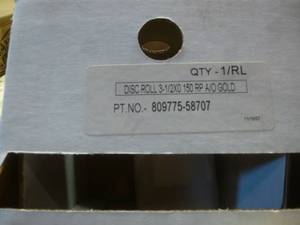 QTY - 1/RL
DISC ROLL 3-1/2X0 150 RP A/O GOLD
PT.NO.- 809775-58707